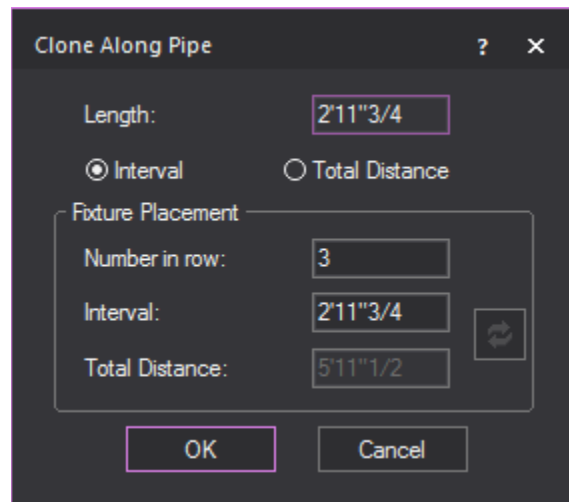 Clone Along Pipe ? ×
Length: 2'11"3/4
Interval Total Distance
Fixture Placement
Number in row: 3
Interval: 2'11"3/4
Total Distance: 5'11"1/2
OK Cancel